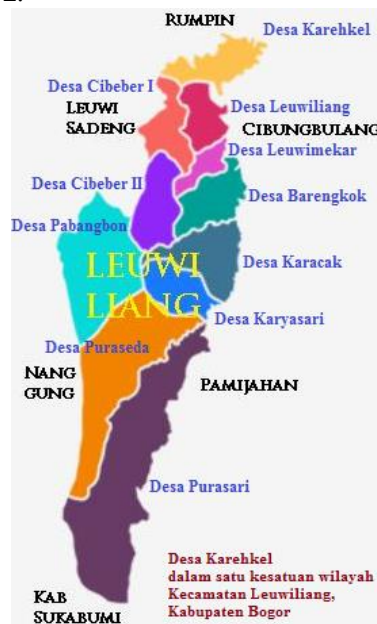 2.
RUMPIN
Desa Karehkel
Desa Cibeber I
LEUWI
SADENG
Desa Leuwiliang
CIBUNGBULANG
Desa Leuwimekar
Desa Cibeber II
Desa Barengkok
Desa Pabangbon
LEUWI
LIANG
Desa Karacak
Desa Karyasari
Desa Puraseda
NANG
GUNG
PAMIJAHAN
Desa Purasari
Desa Karehkel
dalam satu kesatuan wilayah
Kecamatan Leuwiliang,
Kabupaten Bogor
KAB
SUKABUMI